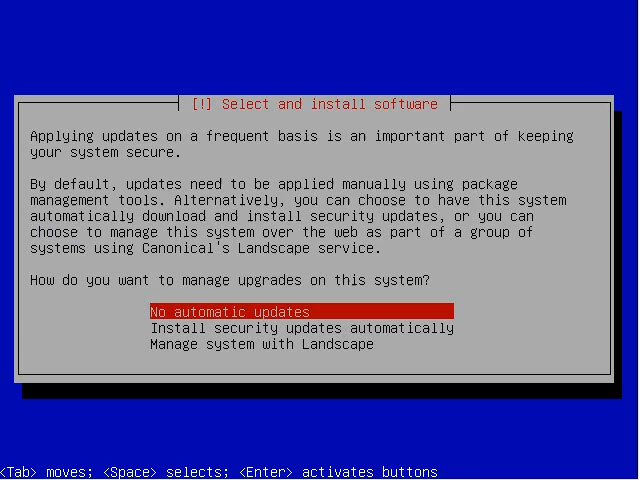 [!] Select and install software
Applying updates on a frequent basis is an important part of keeping
your system secure.
By default, updates need to be applied manually using package
management tools. Alternatively, you can choose to have this system
automatically download and install security updates, or you can
choose to manage this system over the web as part of a group of
systems using Canonical's Landscape service.
How do you want to manage upgrades on this system?
No automatic updates
Install security updates automatically
Manage system with Landscape
<Tab> moves; <Space> selects; <Enter> activates buttons